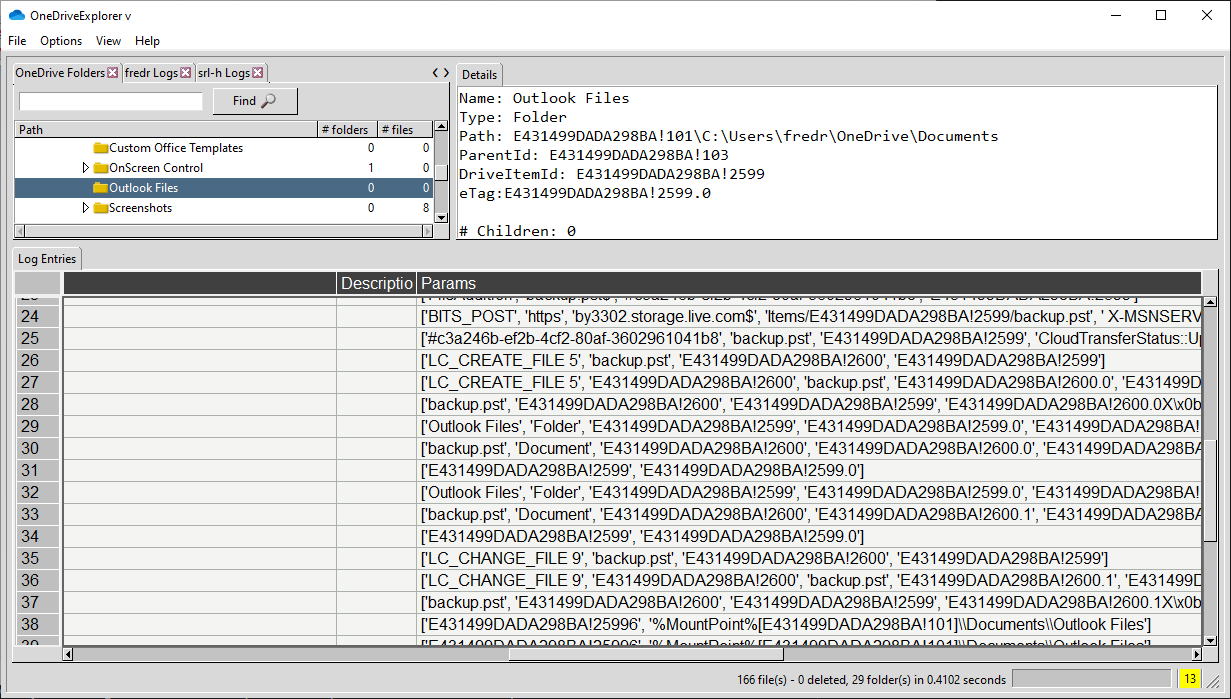 OneDriveExplorer v
File Options View Help
OneDrive Folders fredr Logs srl-h Logs
Find
Path # folders # files
Custom Office Templates 0 0
OnScreen Control 1 0
Outlook Files 0 0
Screenshots 0 8
Details
Name: Outlook Files
Type: Folder
Path: E431499DADA298BA!101\C:\Users\fredr\OneDrive\Documents
ParentId: E431499DADA298BA!103
DriveItemId: E431499DADA298BA!2599
eTag:E431499DADA298BA!2599.0
# Children: 0
Log Entries
Descriptio Params
24 ['BITS_POST', 'https', 'by3302.storage.live.com$', 'Items/E431499DADA298BA!2599/backup.pst', ' X-MSNSERV
25 ['#c3a246b-ef2b-4cf2-80af-3602961041b8', 'backup.pst', 'E431499DADA298BA!2599', 'CloudTransferStatus::Up
26 ['LC_CREATE_FILE 5', 'backup.pst', 'E431499DADA298BA!2600', 'E431499DADA298BA!2599']
27 ['LC_CREATE_FILE 5', 'E431499DADA298BA!2600', 'backup.pst', 'E431499DADA298BA!2600.0', 'E431499D
28 ['backup.pst', 'E431499DADA298BA!2600', 'E431499DADA298BA!2599', 'E431499DADA298BA!2600.0X\x0b
29 ['Outlook Files', 'Folder', 'E431499DADA298BA!2599', 'E431499DADA298BA!2599.0', 'E431499DADA298BA!
30 ['backup.pst', 'Document', 'E431499DADA298BA!2600', 'E431499DADA298BA!2600.0', 'E431499DADA298BA
31 ['E431499DADA298BA!2599', 'E431499DADA298BA!2599.0']
32 ['Outlook Files', 'Folder', 'E431499DADA298BA!2599', 'E431499DADA298BA!2599.0', 'E431499DADA298BA!
33 ['backup.pst', 'Document', 'E431499DADA298BA!2600', 'E431499DADA298BA!2600.1', 'E431499DADA298BA
34 ['E431499DADA298BA!2599', 'E431499DADA298BA!2599.0']
35 ['LC_CHANGE_FILE 9', 'backup.pst', 'E431499DADA298BA!2600', 'E431499DADA298BA!2599']
36 ['LC_CHANGE_FILE 9', 'E431499DADA298BA!2600', 'backup.pst', 'E431499DADA298BA!2600.1', 'E431499D
37 ['backup.pst', 'E431499DADA298BA!2600', 'E431499DADA298BA!2599', 'E431499DADA298BA!2600.1X\x0b
38 ['E431499DADA298BA!25996', '%MountPoint%[E431499DADA298BA!101]\\Documents\\Outlook Files']
166 file(s) - 0 deleted, 29 folder(s) in 0.4102 seconds 13